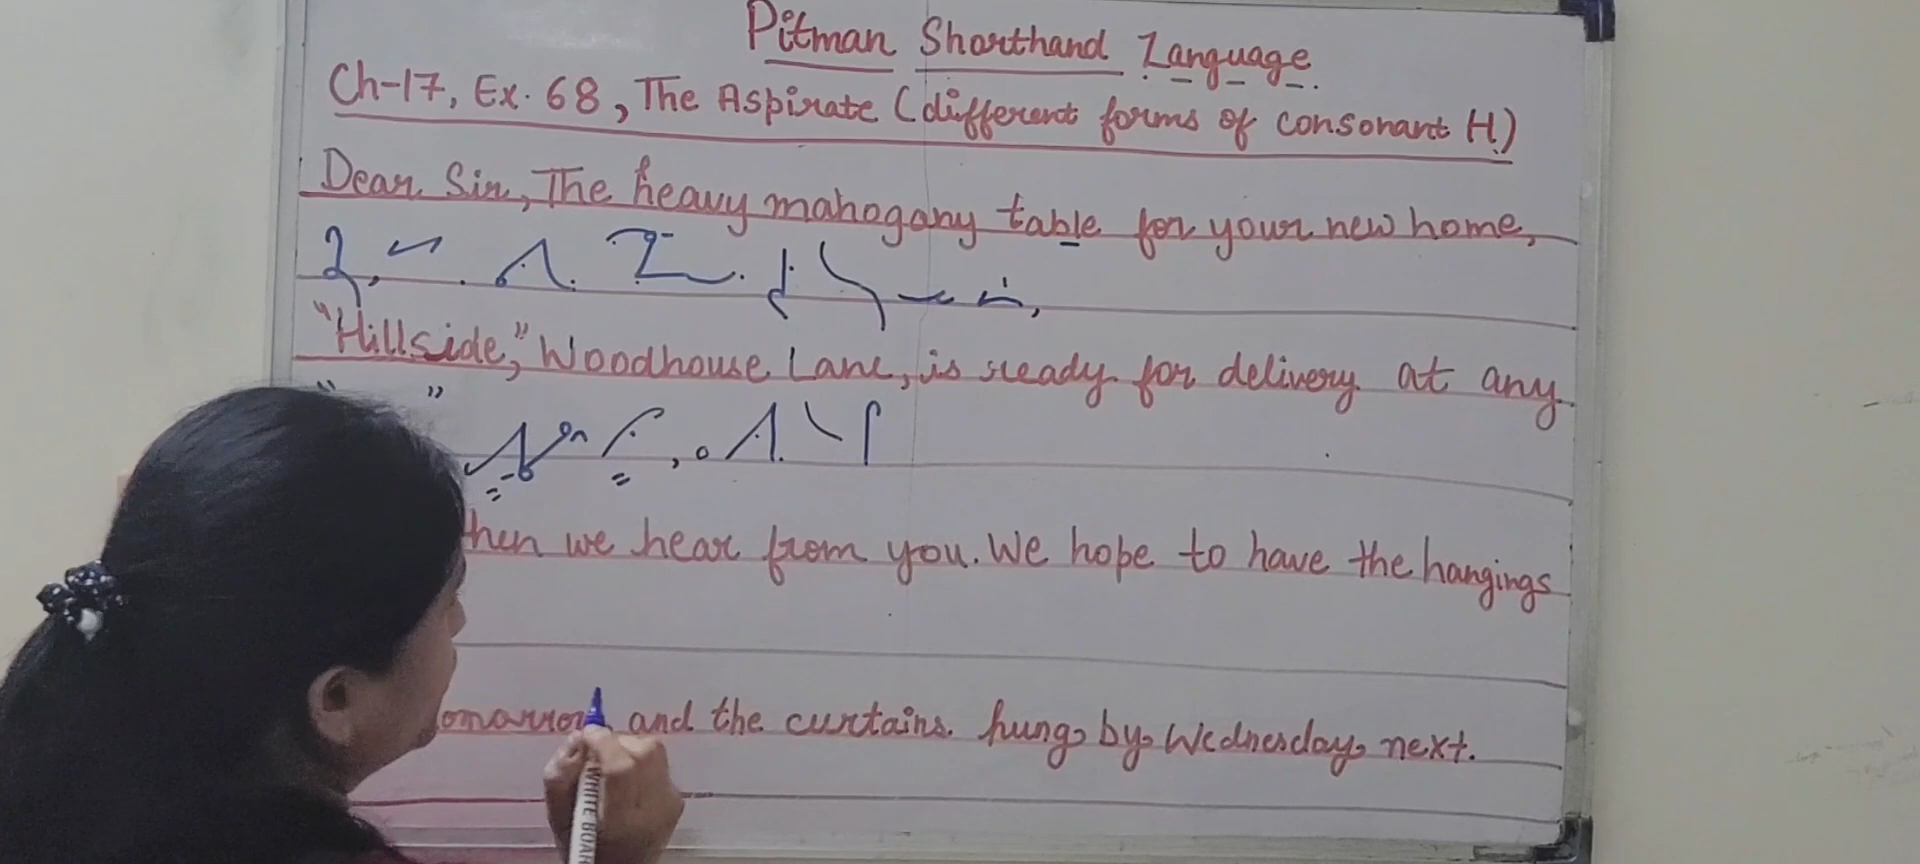 Pitman Shorthand Language.
Ch-17, Ex. 68, The Aspirate (different forms of consonant H)
Dear Sir, The heavy mahogany table for your new home,
"Hillside," Woodhouse Lane, is ready for delivery at any
we hear from you. We hope to have the hangings
and the curtains hung by Wednesday next.
WHITE BOAR